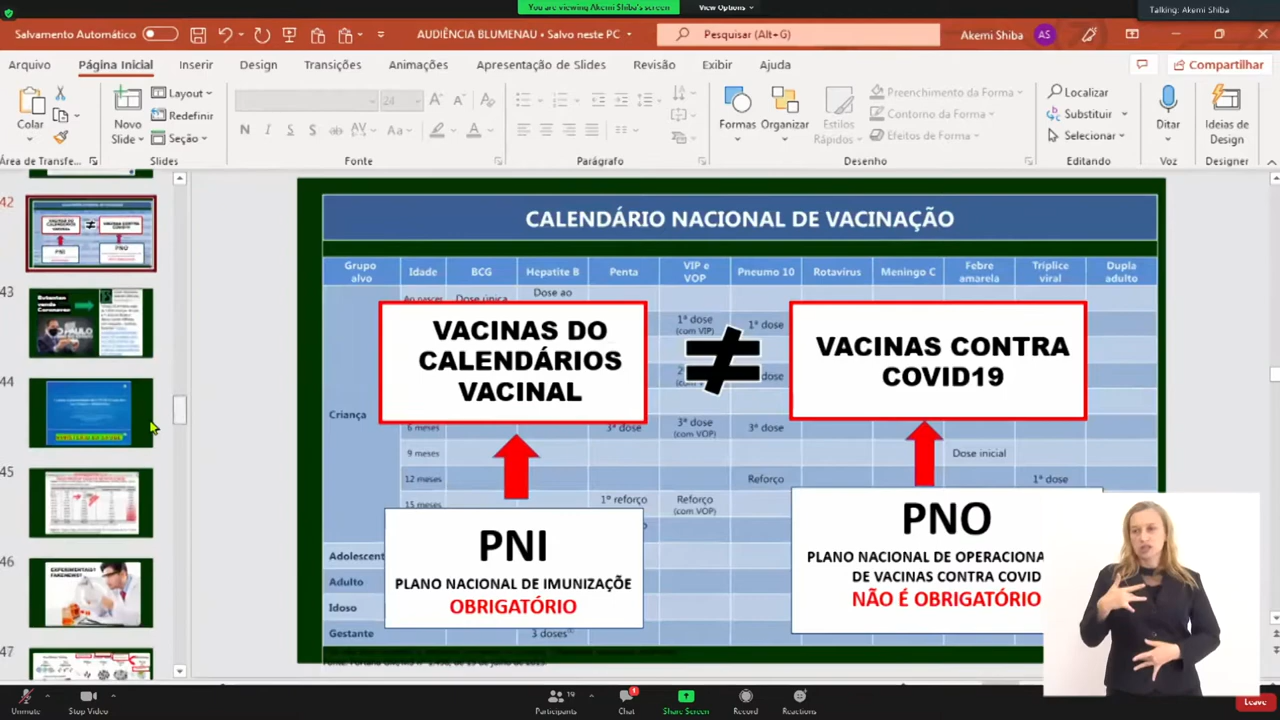 You are viewing Akemi Shiba's screen
View Options
Talking: Akemi Shiba
Salvamento Automático
AUDIÊNCIA BLUMENAU • Salvo neste PC
Pesquisar (Alt+G)
Akemi Shiba
AS
Arquivo
Página Inicial
Inserir
Design
Transições
Animações
Apresentação de Slides
Revisão
Exibir
Ajuda
Compartilhar
Colar
Novo
Slide
Layout
Redefinir
Seção
24
N I S S ab AV Aa
A
Formas
Organizar
Estilos
Rápidos
Preenchimento da Forma
Contorno da Forma
Efeitos de Forma
Localizar
Substituir
Selecionar
Ditar
Ideias de
Design
Área de Transfe...
Slides
Fonte
Parágrafo
Desenho
Editando
Voz
Designer
42
43
44
45
46
47
CALENDÁRIO NACIONAL DE VACINAÇÃO
Grupo
alvo
Idade
BCG
Hepatite B
Penta
VIP e
VOP
Pneumo 10
Rotavírus
Meningo C
Febre
amarela
Tríplice
viral
Dupla
adulto
Ao nascer
Dose única
Dose ao
1ª dose
(com VIP)
1ª dose
dose
Criança
6 meses
3ª dose
3ª dose
(com VOP)
3ª dose
9 meses
Dose inicial
12 meses
Reforço
1ª dose
15 meses
1º reforço
Reforço
(com VOP)
Adolescent
Adulto
Idoso
Gestante
3 doses
VACINAS DO
CALENDÁRIOS
VACINAL
≠
VACINAS CONTRA
COVID19
PNI
PLANO NACIONAL DE IMUNIZAÇÕE
OBRIGATÓRIO
PNO
PLANO NACIONAL DE OPERACIONA
DE VACINAS CONTRA COVID
NÃO É OBRIGATÓRIO
Unmute
Stop Video
19
Participants
1
Chat
Share Screen
Record
Reactions
Leave